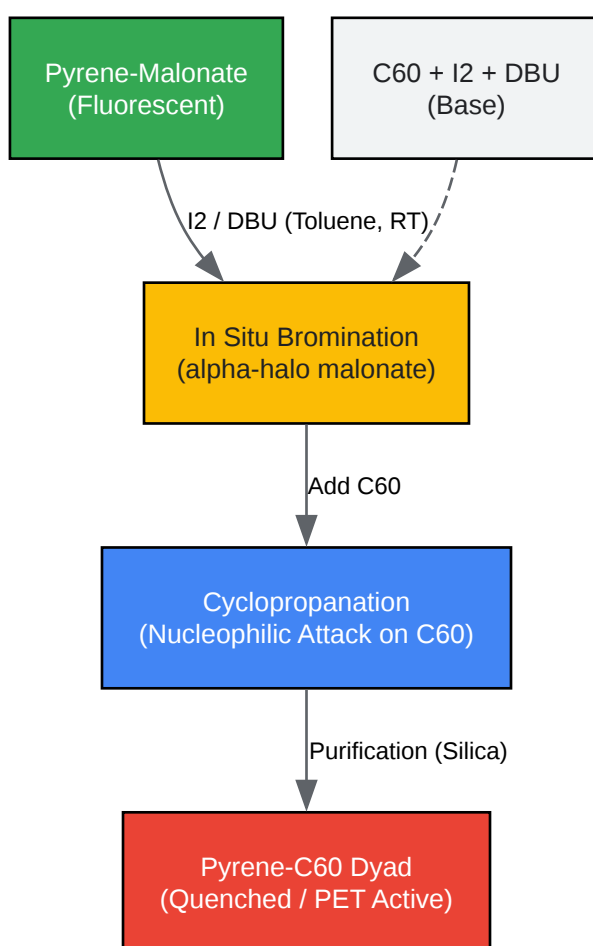 Pyrene-Malonate
(Fluorescent)
C60 + I2 + DBU
(Base)
I2 / DBU (Toluene, RT)
In Situ Bromination
(alpha-halo malonate)
Add C60
Cyclopropanation
(Nucleophilic Attack on C60)
Purification (Silica)
Pyrene-C60 Dyad
(Quenched / PET Active)